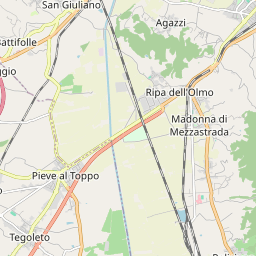 San Giuliano
Agazzi
Battifolle
Ripa dell'Olmo
Madonna di
Mezzastrada
Pieve al Toppo
Tegoleto